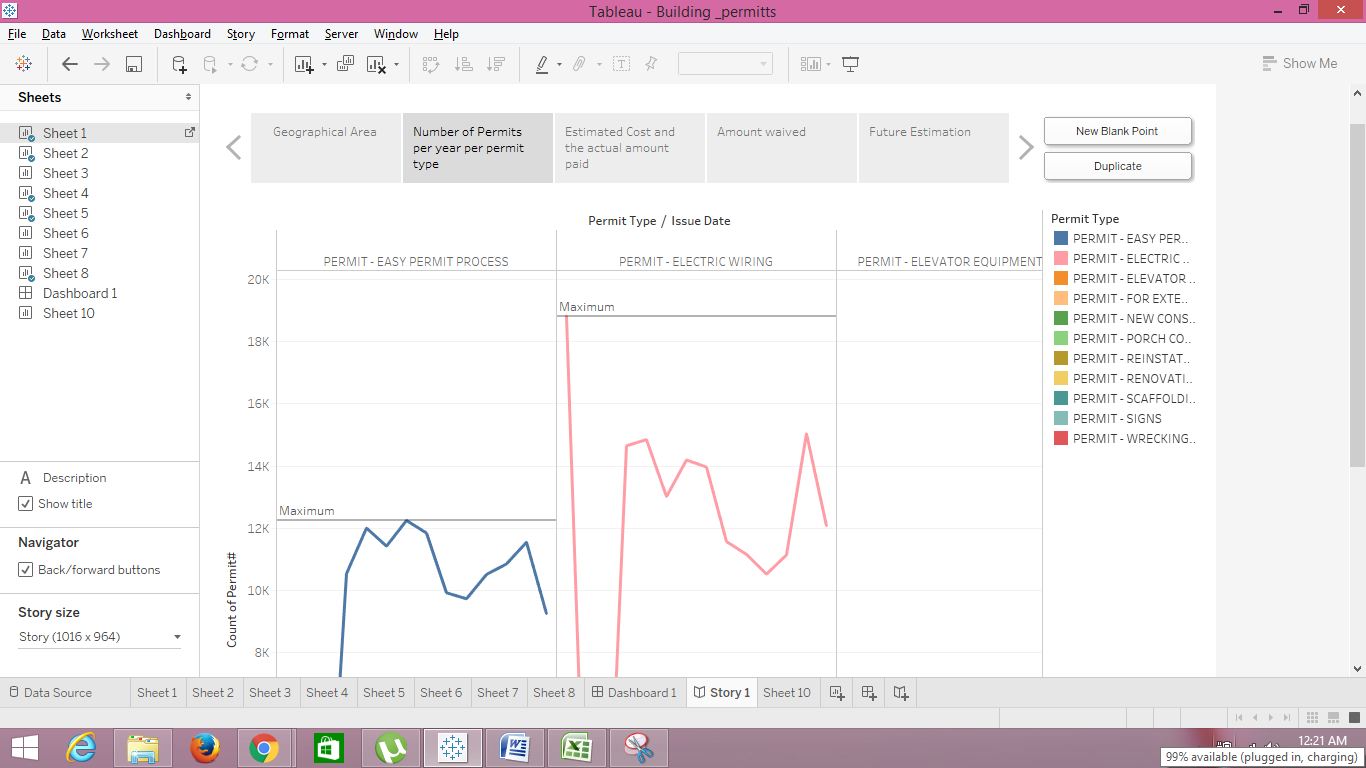 Tableau - Building _permitts
File Data Worksheet Dashboard Story Format Server Window Help
Show Me
Sheets
Sheet 1
Sheet 2
Sheet 3
Sheet 4
Sheet 5
Sheet 6
Sheet 7
Sheet 8
Dashboard 1
Sheet 10
A Description
Show title
Navigator
Back/forward buttons
Story size
Story (1016 x 964)
Geographical Area
Number of Permits
per year per permit
type
Estimated Cost and
the actual amount
paid
Amount waived
Future Estimation
New Blank Point
Duplicate
Permit Type / Issue Date
PERMIT - EASY PERMIT PROCESS
PERMIT - ELECTRIC WIRING
PERMIT - ELEVATOR EQUIPMENT
20K
18K
16K
14K
12K
10K
8K
Count of Permit#
Maximum
Maximum
Permit Type
PERMIT - EASY PER..
PERMIT - ELECTRIC ..
PERMIT - ELEVATOR ..
PERMIT - FOR EXTE..
PERMIT - NEW CONS..
PERMIT - PORCH CO..
PERMIT - REINSTAT..
PERMIT - RENOVATI..
PERMIT - SCAFFOLDI..
PERMIT - SIGNS
PERMIT - WRECKING..
Data Source Sheet 1 Sheet 2 Sheet 3 Sheet 4 Sheet 5 Sheet 6 Sheet 7 Sheet 8 Dashboard 1 Story 1 Sheet 10
12:21 AM
99% available (plugged in, charging)